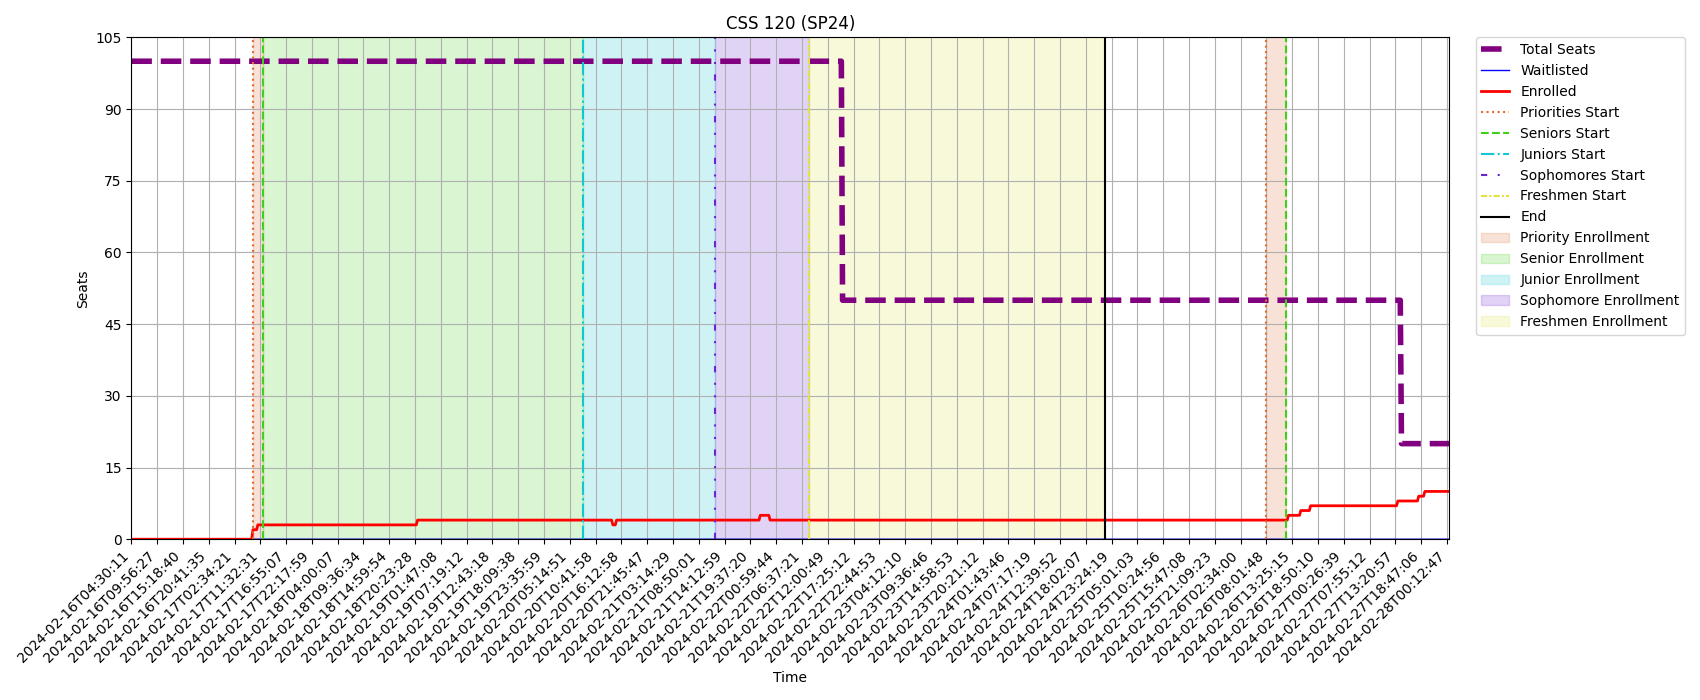 CSS 120 (SP24)
105
90
75
60
45
30
15
0
Seats
2024-02-16T04:30:11
2024-02-16T09:56:27
2024-02-16T15:18:40
2024-02-16T20:41:35
2024-02-17T02:34:21
2024-02-17T11:32:31
2024-02-17T16:55:07
2024-02-17T22:17:59
2024-02-18T04:00:07
2024-02-18T09:36:34
2024-02-18T14:59:54
2024-02-18T20:23:28
2024-02-19T01:47:08
2024-02-19T07:19:12
2024-02-19T12:43:18
2024-02-19T18:09:38
2024-02-19T23:35:59
2024-02-20T05:14:51
2024-02-20T10:41:58
2024-02-20T16:12:58
2024-02-20T21:45:47
2024-02-21T03:14:29
2024-02-21T08:50:01
2024-02-21T14:12:59
2024-02-21T19:37:20
2024-02-22T00:59:44
2024-02-22T06:37:21
2024-02-22T12:00:49
2024-02-22T17:25:12
2024-02-22T22:44:53
2024-02-23T04:12:10
2024-02-23T09:36:46
2024-02-23T14:58:53
2024-02-23T20:21:12
2024-02-24T01:43:46
2024-02-24T07:17:19
2024-02-24T12:39:52
2024-02-24T18:02:07
2024-02-24T23:24:19
2024-02-25T05:01:03
2024-02-25T10:24:56
2024-02-25T15:47:08
2024-02-25T21:09:23
2024-02-26T02:34:00
2024-02-26T08:01:48
2024-02-26T13:25:15
2024-02-26T18:50:10
2024-02-27T00:26:39
2024-02-27T07:55:12
2024-02-27T13:20:57
2024-02-27T18:47:06
2024-02-28T00:12:47
Time
Total Seats
Waitlisted
Enrolled
Priorities Start
Seniors Start
Juniors Start
Sophomores Start
Freshmen Start
End
Priority Enrollment
Senior Enrollment
Junior Enrollment
Sophomore Enrollment
Freshmen Enrollment